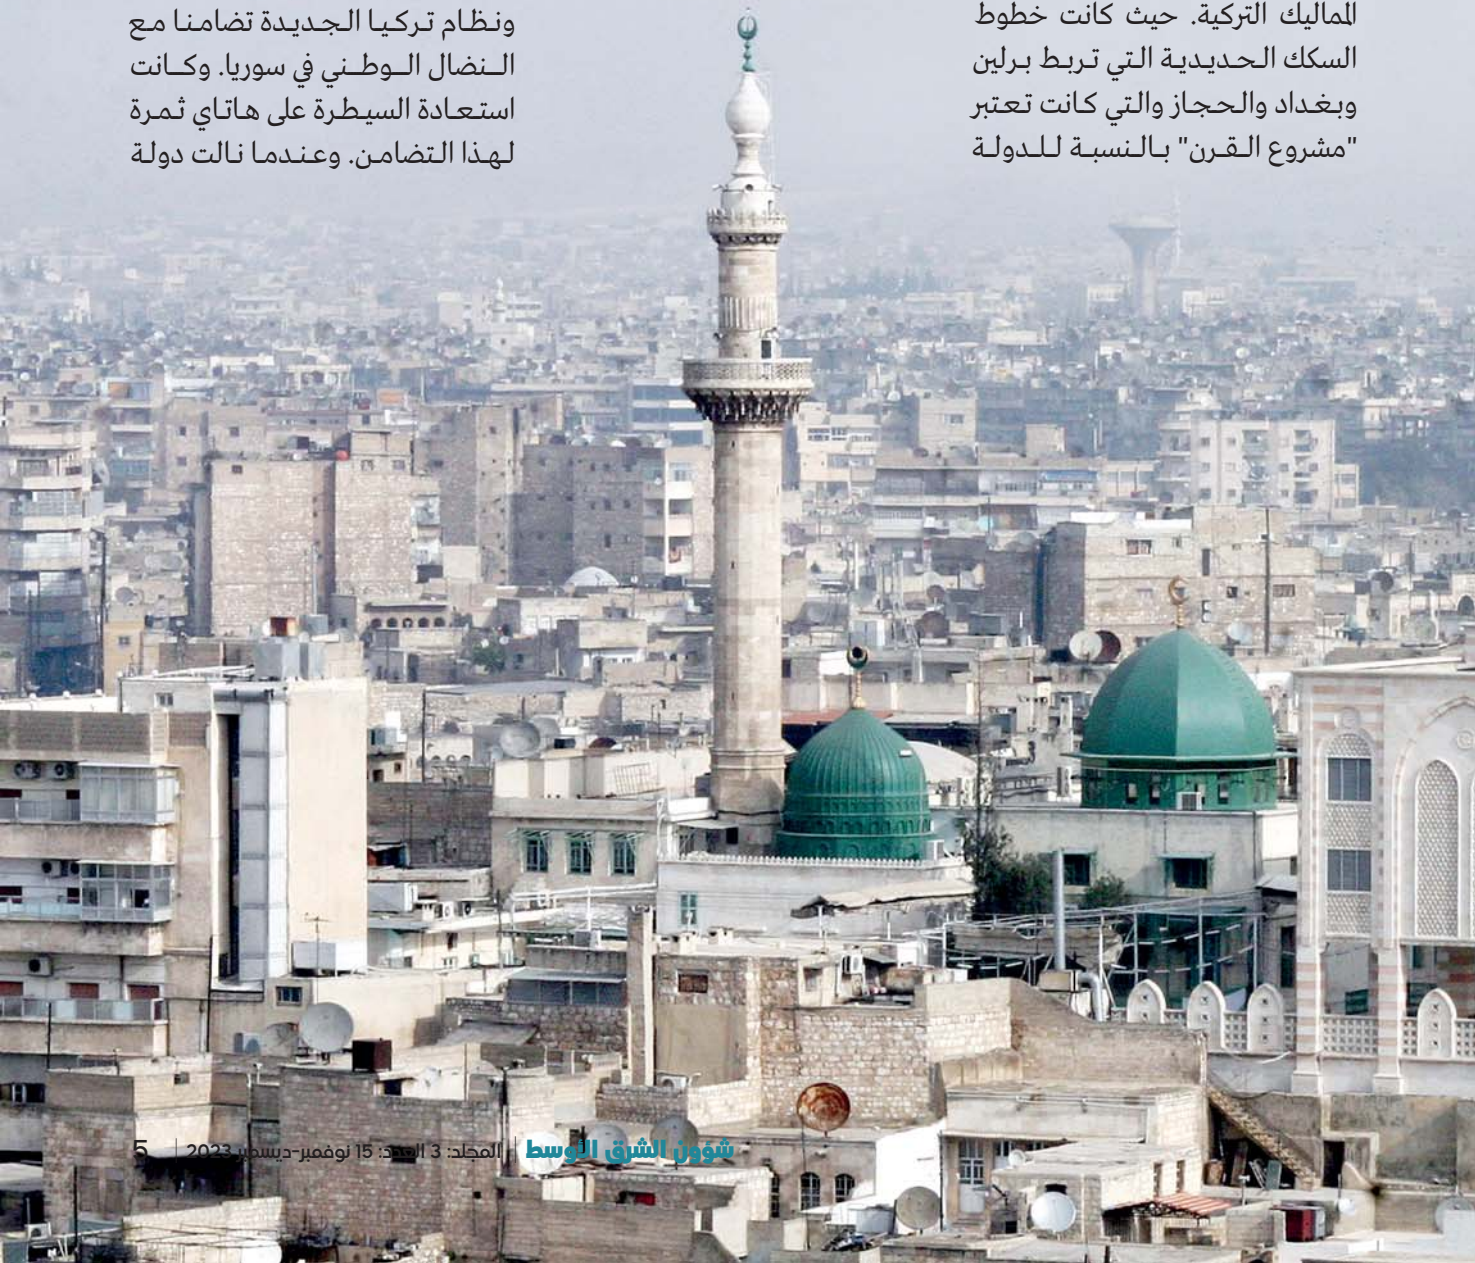 المماليك التركية. حيث كانت خطوط
السكك الحديدية التي تربط برلين
وبغداد والحجاز والتي كانت تعتبر
"مشروع القرن" بالنسبة للدولة
ونظام تركيا الجديدة تضامنا مع
النضال الوطني في سوريا. وكانت
استعادة السيطرة على هاتاي ثمرة
لهذا التضامن. وعندما نالت دولة
شؤون الشرق الأوسط | المجلد: 3 العدد: 15 نوفمبر-ديسمبر 2023 | 5